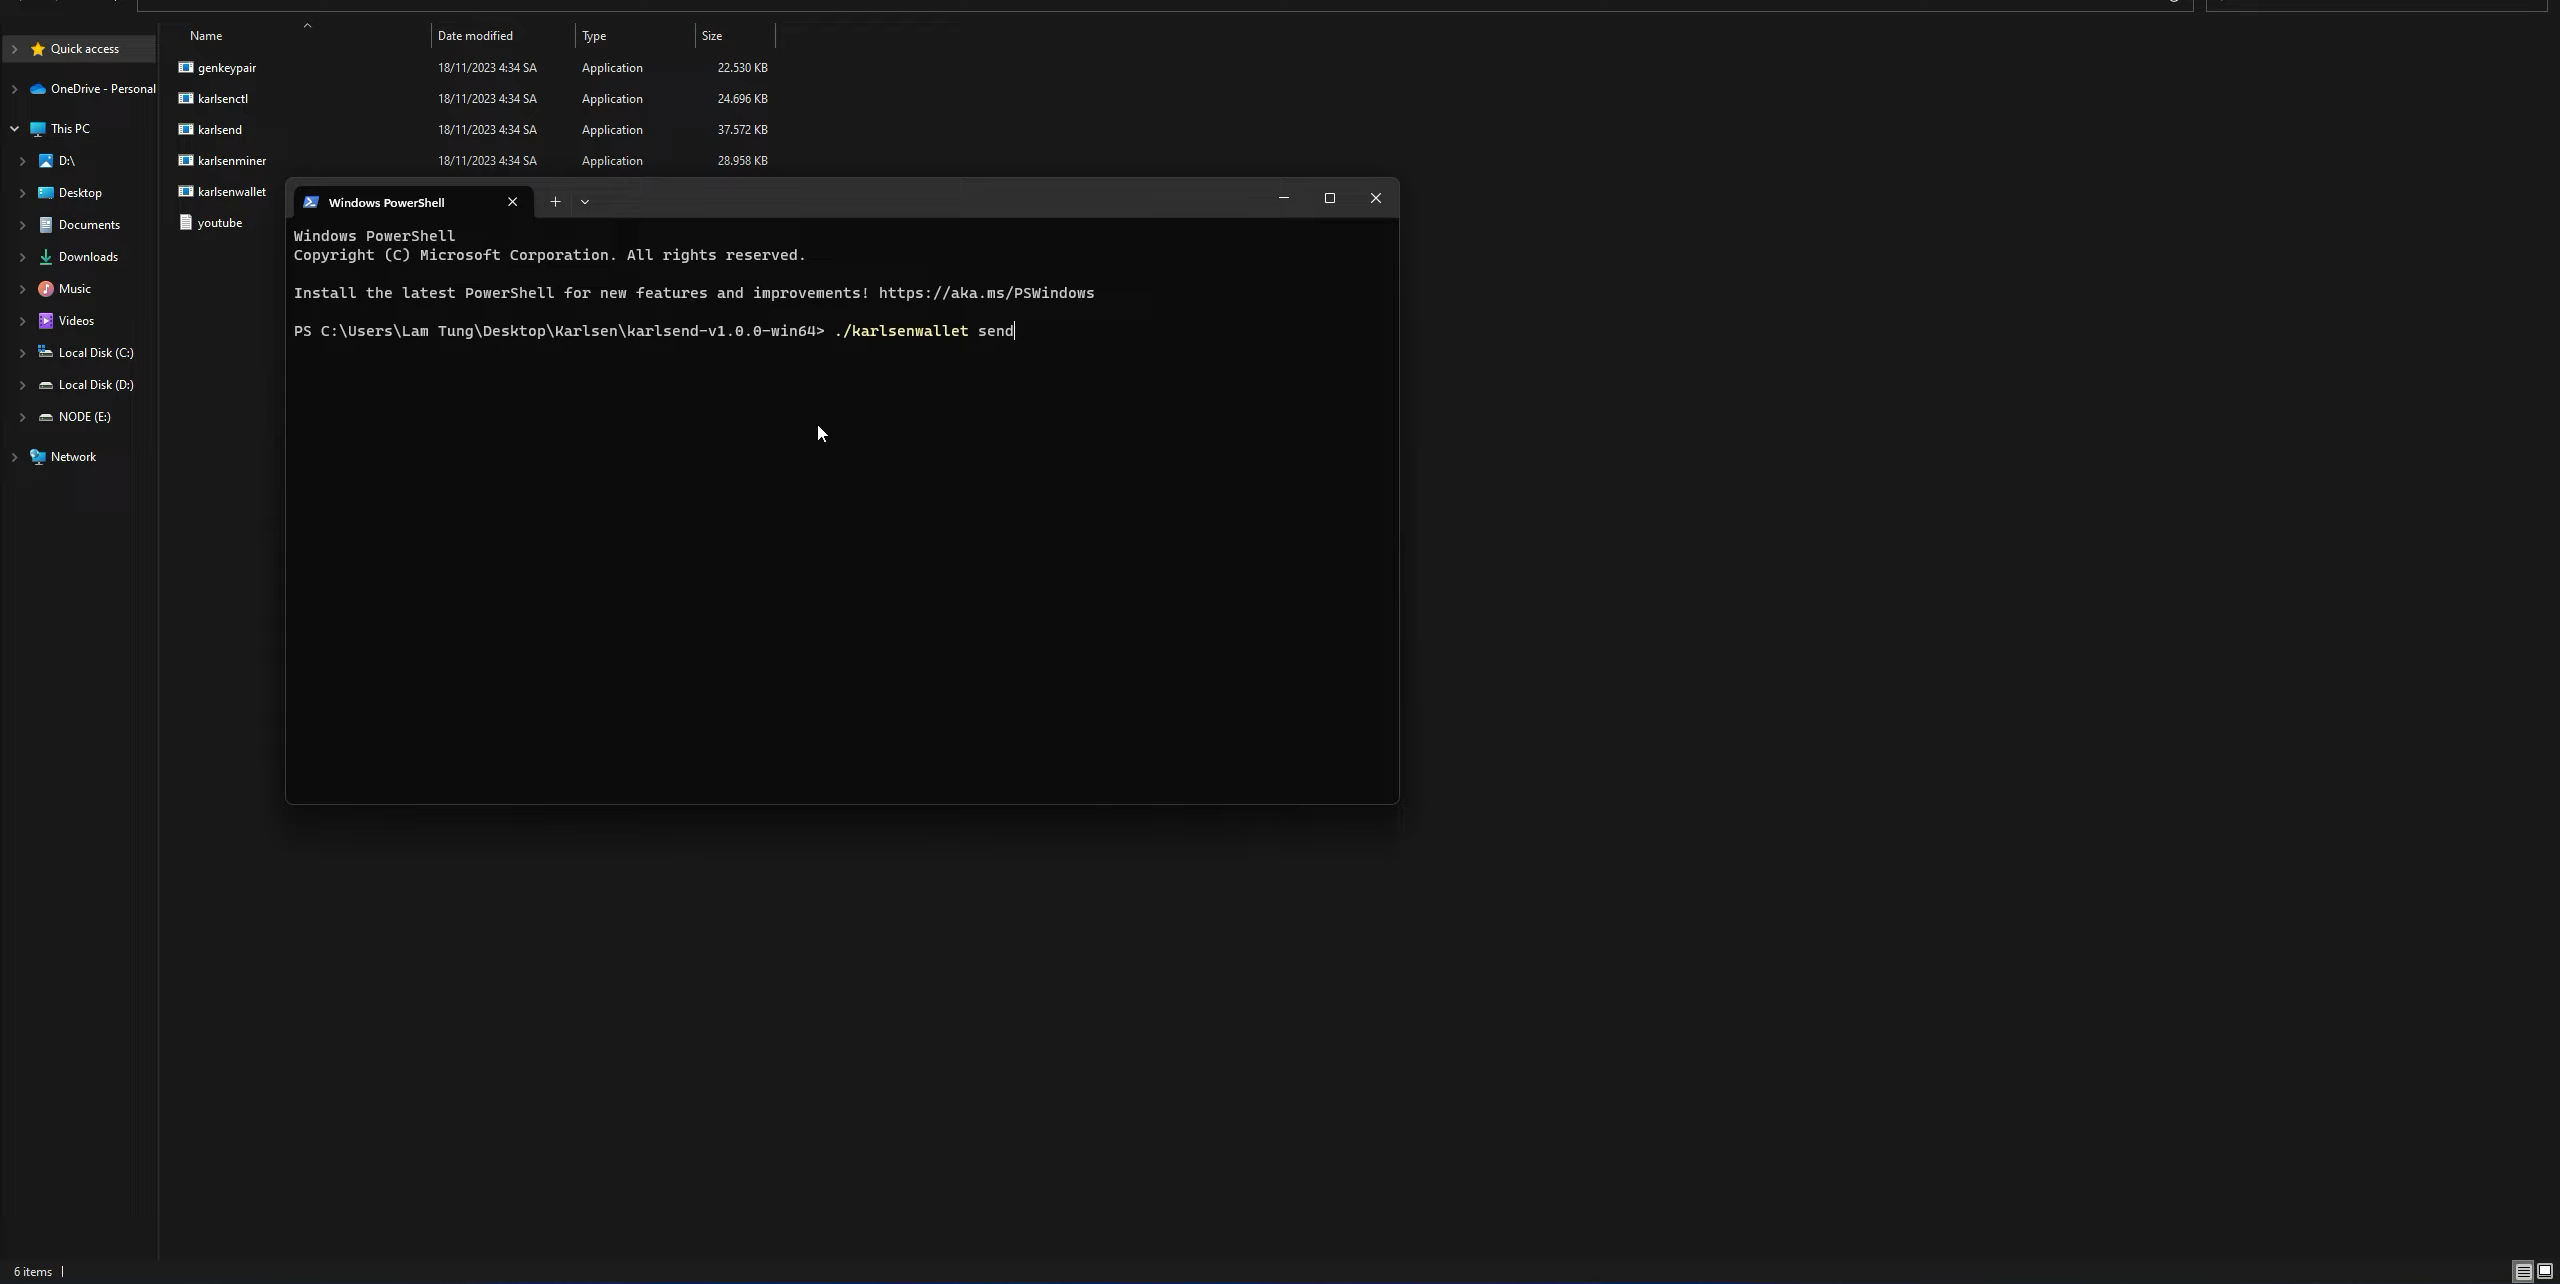 Name Date modified Type Size
Quick access
OneDrive - Personal
This PC
D:\
Desktop
Documents
Downloads
Music
Videos
Local Disk (C:)
Local Disk (D:)
NODE (E:)
Network
genkeypair 18/11/2023 4:34 SA Application 22.530 KB
karlsenctl 18/11/2023 4:34 SA Application 24.696 KB
karlsend 18/11/2023 4:34 SA Application 37.572 KB
karlsenminer 18/11/2023 4:34 SA Application 28.958 KB
karlsenwallet
youtube
Windows PowerShell
Windows PowerShell
Copyright (C) Microsoft Corporation. All rights reserved.
Install the latest PowerShell for new features and improvements! https://aka.ms/PSWindows
PS C:\Users\Lam Tung\Desktop\Karlsen\karlsend-v1.0.0-win64> ./karlsenwallet send
6 items